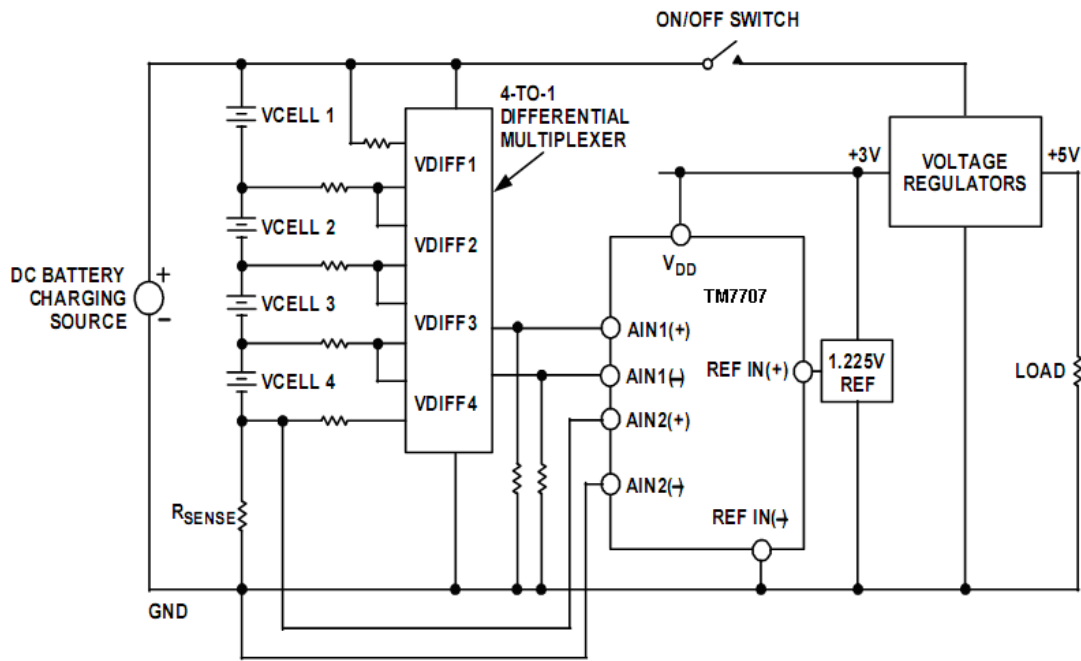 ON/OFF SWITCH
4-TO-1
DIFFERENTIAL
MULTIPLEXER
VCELL 1
VDIFF1
+3V
VOLTAGE
REGULATORS
+5V
VCELL 2
VDIFF2
VDD
DC BATTERY
CHARGING
SOURCE
+
–
TM7707
VCELL 3
VDIFF3
AIN1(+)
REF IN(+)
1.225V
REF
LOAD
VCELL 4
AIN1(–)
VDIFF4
AIN2(+)
AIN2(–)
RSENSE
REF IN(–)
GND